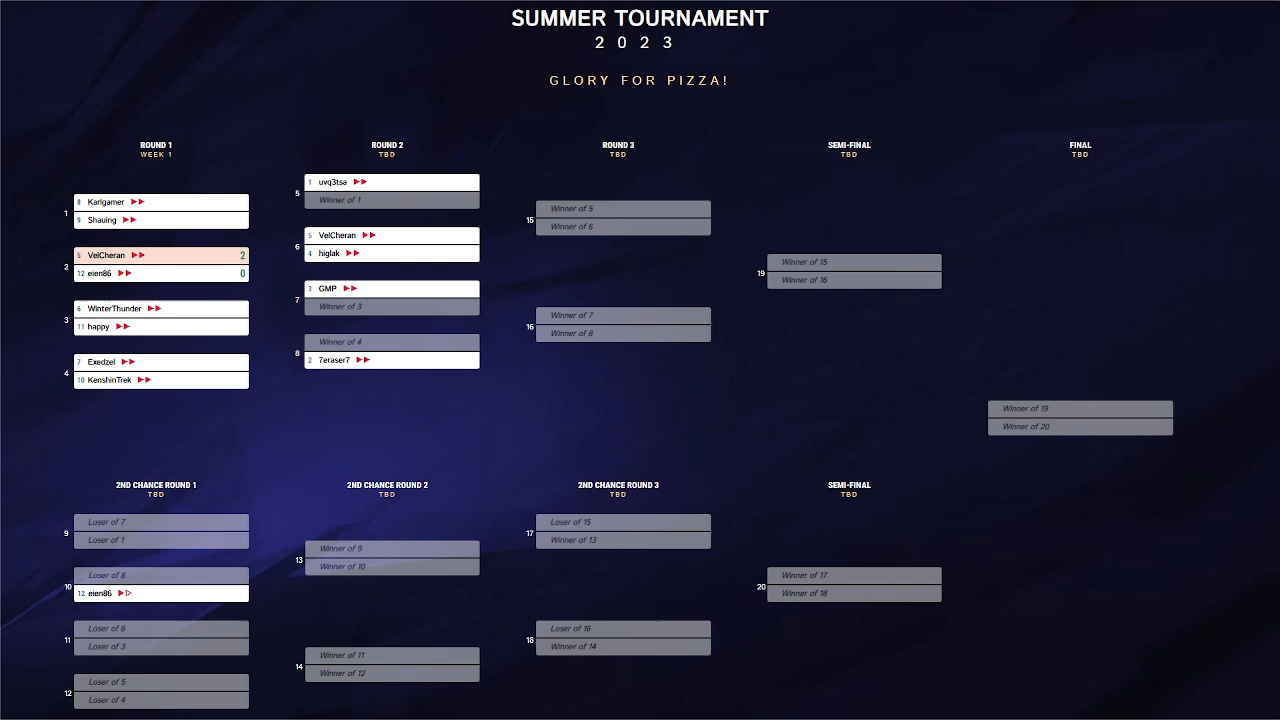 SUMMER TOURNAMENT
2023
GLORY FOR PIZZA!
ROUND 1
WEEK 1
1
8 Karlgamer
9 Shauing
2
5 VelCheran 2
12 eien86 0
3
6 WinterThunder
11 happy
4
7 Exedzel
10 KenshinTrek
ROUND 2
TBD
5
1 uvq3tsa
Winner of 1
6
5 VelCheran
4 higlak
7
3 GMP
Winner of 3
8
Winner of 4
2 7eraser7
ROUND 3
TBD
15
Winner of 5
Winner of 6
16
Winner of 7
Winner of 8
SEMI-FINAL
TBD
19
Winner of 15
Winner of 16
FINAL
TBD
Winner of 19
Winner of 20
2ND CHANCE ROUND 1
TBD
9
Loser of 7
Loser of 1
10
Loser of 8
12 eien86
11
Loser of 6
Loser of 3
12
Loser of 5
Loser of 4
2ND CHANCE ROUND 2
TBD
13
Winner of 9
Winner of 10
14
Winner of 11
Winner of 12
2ND CHANCE ROUND 3
TBD
17
Loser of 15
Winner of 13
18
Loser of 16
Winner of 14
SEMI-FINAL
TBD
20
Winner of 17
Winner of 18